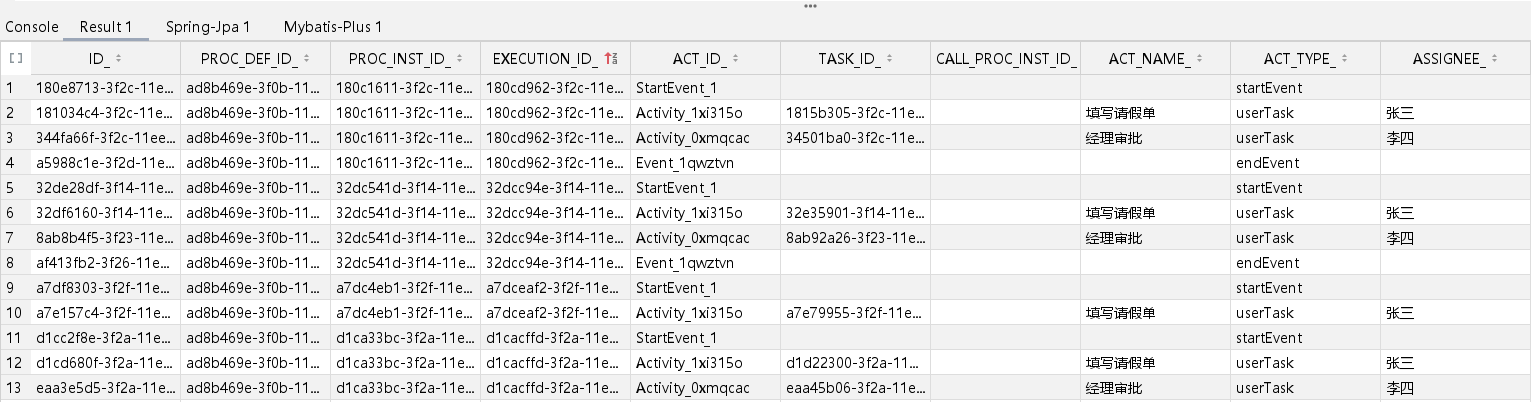 Console Result 1 Spring-Jpa 1 Mybatis-Plus 1
ID_ PROC_DEF_ID_ PROC_INST_ID_ EXECUTION_ID_ ACT_ID_ TASK_ID_ CALL_PROC_INST_ID_ ACT_NAME_ ACT_TYPE_ ASSIGNEE_
1 180e8713-3f2c-11ee... ad8b469e-3f0b-11... 180c1611-3f2c-11e... 180cd962-3f2c-11e... StartEvent_1 startEvent
2 181034c4-3f2c-11e... ad8b469e-3f0b-11... 180c1611-3f2c-11e... 180cd962-3f2c-11e... Activity_1xi315o 1815b305-3f2c-11e... 填写请假单 userTask 张三
3 344fa66f-3f2c-11ee... ad8b469e-3f0b-11... 180c1611-3f2c-11e... 180cd962-3f2c-11e... Activity_0xmqcac 34501ba0-3f2c-11e... 经理审批 userTask 李四
4 a5988c1e-3f2d-11ee... ad8b469e-3f0b-11... 180c1611-3f2c-11e... 180cd962-3f2c-11e... Event_1qwztvn endEvent
5 32de28df-3f14-11e... ad8b469e-3f0b-11... 32dc541d-3f14-11e... 32dcc94e-3f14-11e... StartEvent_1 startEvent
6 32df6160-3f14-11e... ad8b469e-3f0b-11... 32dc541d-3f14-11e... 32dcc94e-3f14-11e... Activity_1xi315o 32e35901-3f14-11e... 填写请假单 userTask 张三
7 8ab8b4f5-3f23-11e... ad8b469e-3f0b-11... 32dc541d-3f14-11e... 32dcc94e-3f14-11e... Activity_0xmqcac 8ab92a26-3f23-11e... 经理审批 userTask 李四
8 af413fb2-3f26-11ee... ad8b469e-3f0b-11... 32dc541d-3f14-11e... 32dcc94e-3f14-11e... Event_1qwztvn endEvent
9 a7df8303-3f2f-11e... ad8b469e-3f0b-11... a7dc4eb1-3f2f-11e... a7dceaf2-3f2f-11e... StartEvent_1 startEvent
10 a7e157c4-3f2f-11e... ad8b469e-3f0b-11... a7dc4eb1-3f2f-11e... a7dceaf2-3f2f-11e... Activity_1xi315o a7e79955-3f2f-11e... 填写请假单 userTask 张三
11 d1cc2f8e-3f2a-11e... ad8b469e-3f0b-11... d1ca33bc-3f2a-11e... d1cacffd-3f2a-11e... StartEvent_1 startEvent
12 d1cd680f-3f2a-11e... ad8b469e-3f0b-11... d1ca33bc-3f2a-11e... d1cacffd-3f2a-11e... Activity_1xi315o d1d22300-3f2a-11... 填写请假单 userTask 张三
13 eaa3e5d5-3f2a-11e... ad8b469e-3f0b-11... d1ca33bc-3f2a-11e... d1cacffd-3f2a-11e... Activity_0xmqcac eaa45b06-3f2a-11e... 经理审批 userTask 李四